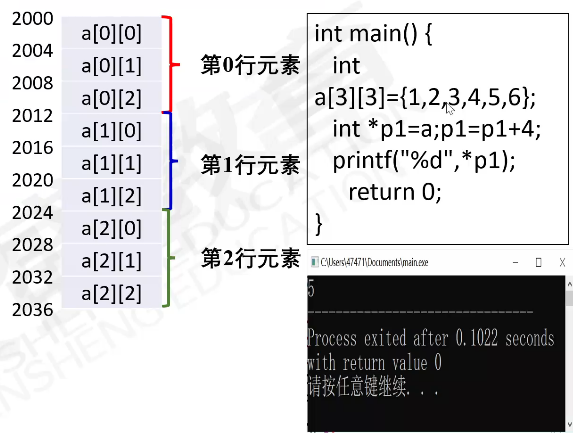 2000
a[0][0]
2004
a[0][1]
2008
a[0][2]
2012
a[1][0]
2016
a[1][1]
2020
a[1][2]
2024
a[2][0]
2028
a[2][1]
2032
a[2][2]
2036
第0行元素
第1行元素
第2行元素
int main() {
int
a[3][3]={1,2,3,4,5,6};
int *p1=a;p1=p1+4;
printf("%d",*p1);
return 0;
}
C:\Users\47471\Documents\main.exe
5
--------------------------------
Process exited after 0.1022 seconds
with return value 0
请按任意键继续. . .